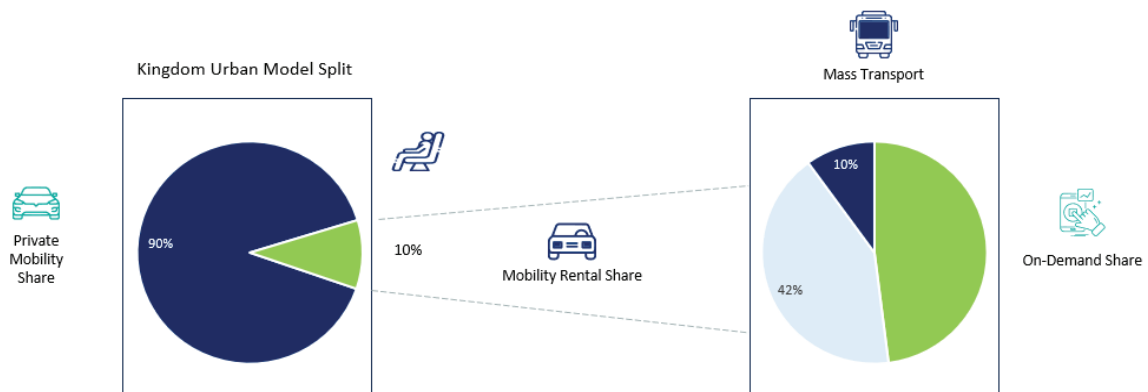 Mass Transport
Kingdom Urban Model Split
10%
90%
Private
Mobility
Share
10%
Mobility Rental Share
On-Demand Share
42%